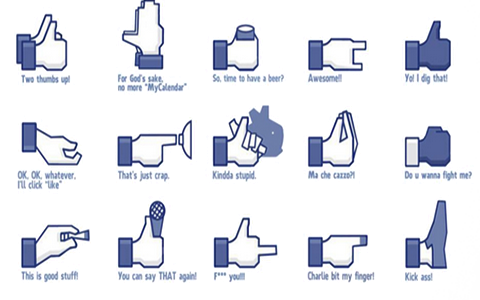 Two thumbs up!
For God's sake,
no more "MyCalendar"
So, time to have a beer?
Awesome!!
Yo! I dig that!
OK, OK, whatever.
I'll click "like"
That's just crap.
Kindda stupid.
Ma che cazzo?!
Do u wanna fight me?
This is good stuff!
You can say THAT again!
F*** you!!!
Charlie bit my finger!
Kick ass!